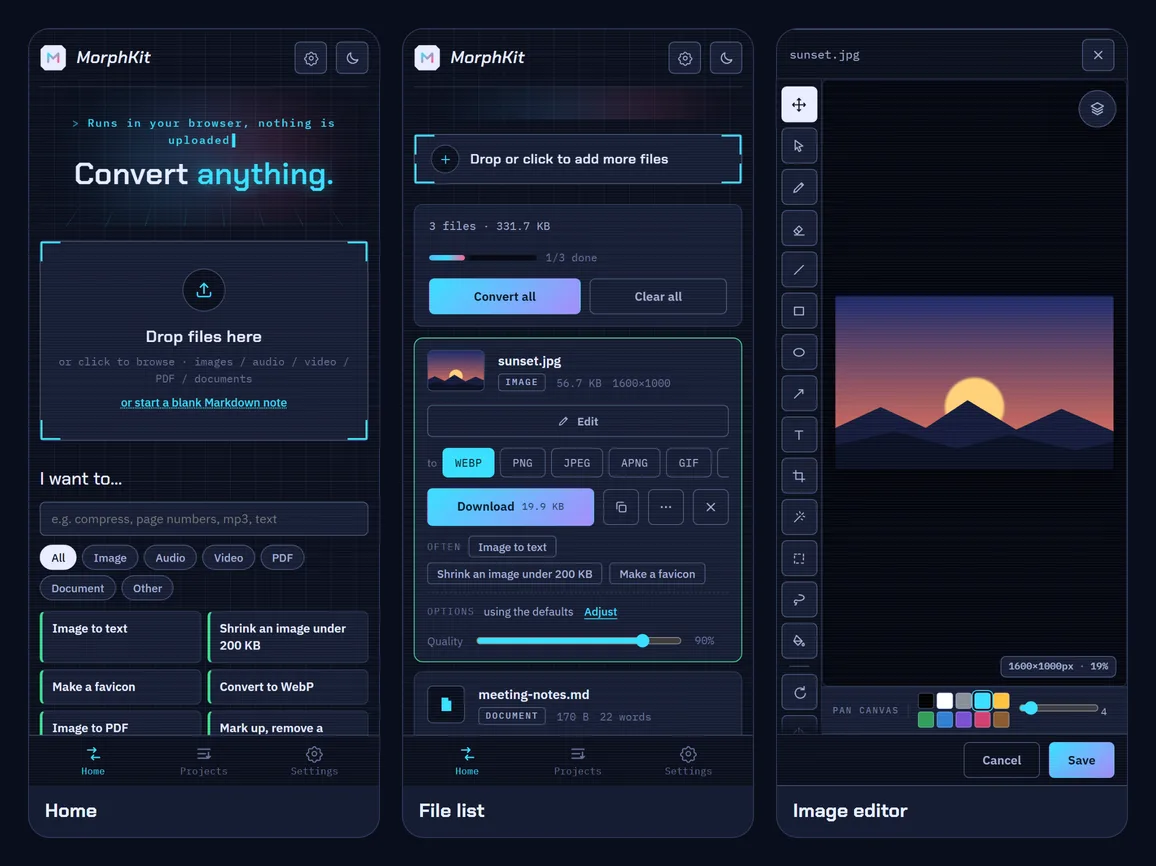 MorphKit
> Runs in your browser, nothing is
uploaded
Convert anything.
Drop files here
or click to browse · images / audio / video /
PDF / documents
or start a blank Markdown note
I want to...
e.g. compress, page numbers, mp3, text
All Image Audio Video PDF
Document Other
Image to text
Shrink an image under
200 KB
Make a favicon
Convert to WebP
Image to PDF
Mark up, remove a
Home Projects Settings
Home
MorphKit
Drop or click to add more files
3 files · 331.7 KB
1/3 done
Convert all Clear all
sunset.jpg
IMAGE 56.7 KB 1600×1000
Edit
to WEBP PNG JPEG APNG GIF
Download 19.9 KB
OFTEN Image to text
Shrink an image under 200 KB Make a favicon
OPTIONS using the defaults Adjust
Quality 90%
meeting-notes.md
DOCUMENT 170 B 22 words
Home Projects Settings
File list
sunset.jpg
T
1600×1000px · 19%
PAN CANVAS 4
Cancel Save
Image editor